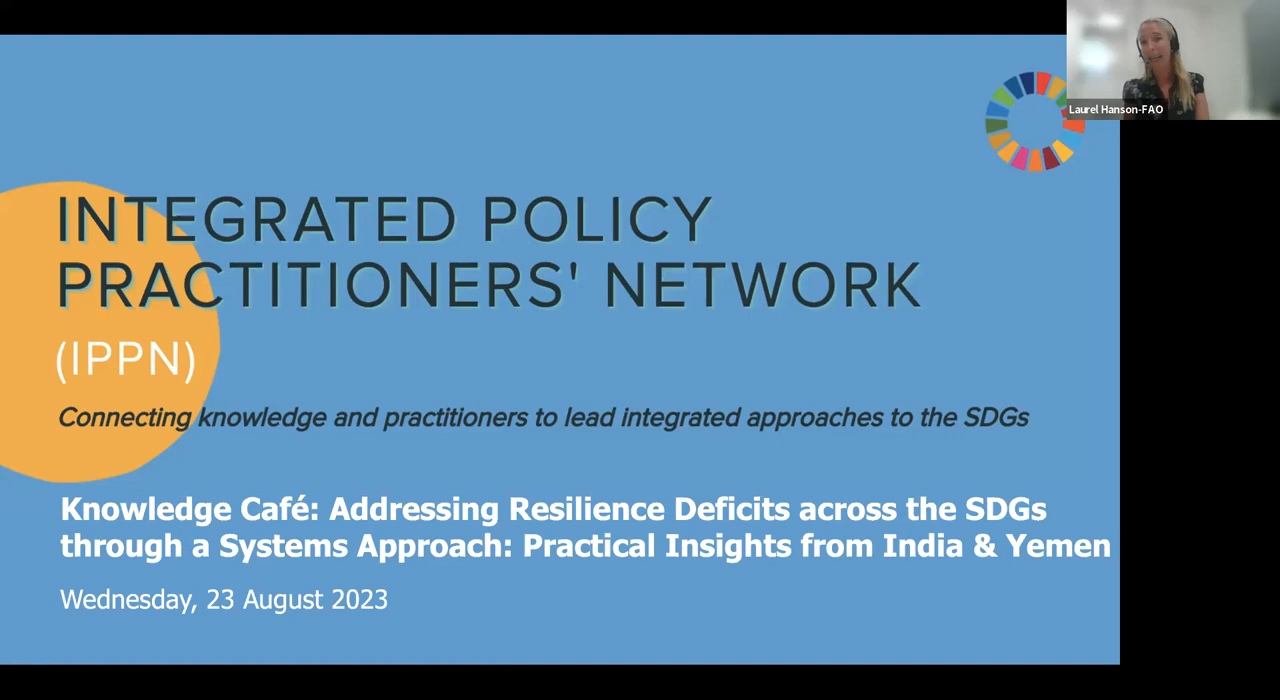 Laurel Hanson-FAO
INTEGRATED POLICY
PRACTITIONERS' NETWORK
(IPPN)
Connecting knowledge and practitioners to lead integrated approaches to the SDGs
Knowledge Café: Addressing Resilience Deficits across the SDGs
through a Systems Approach: Practical Insights from India & Yemen
Wednesday, 23 August 2023